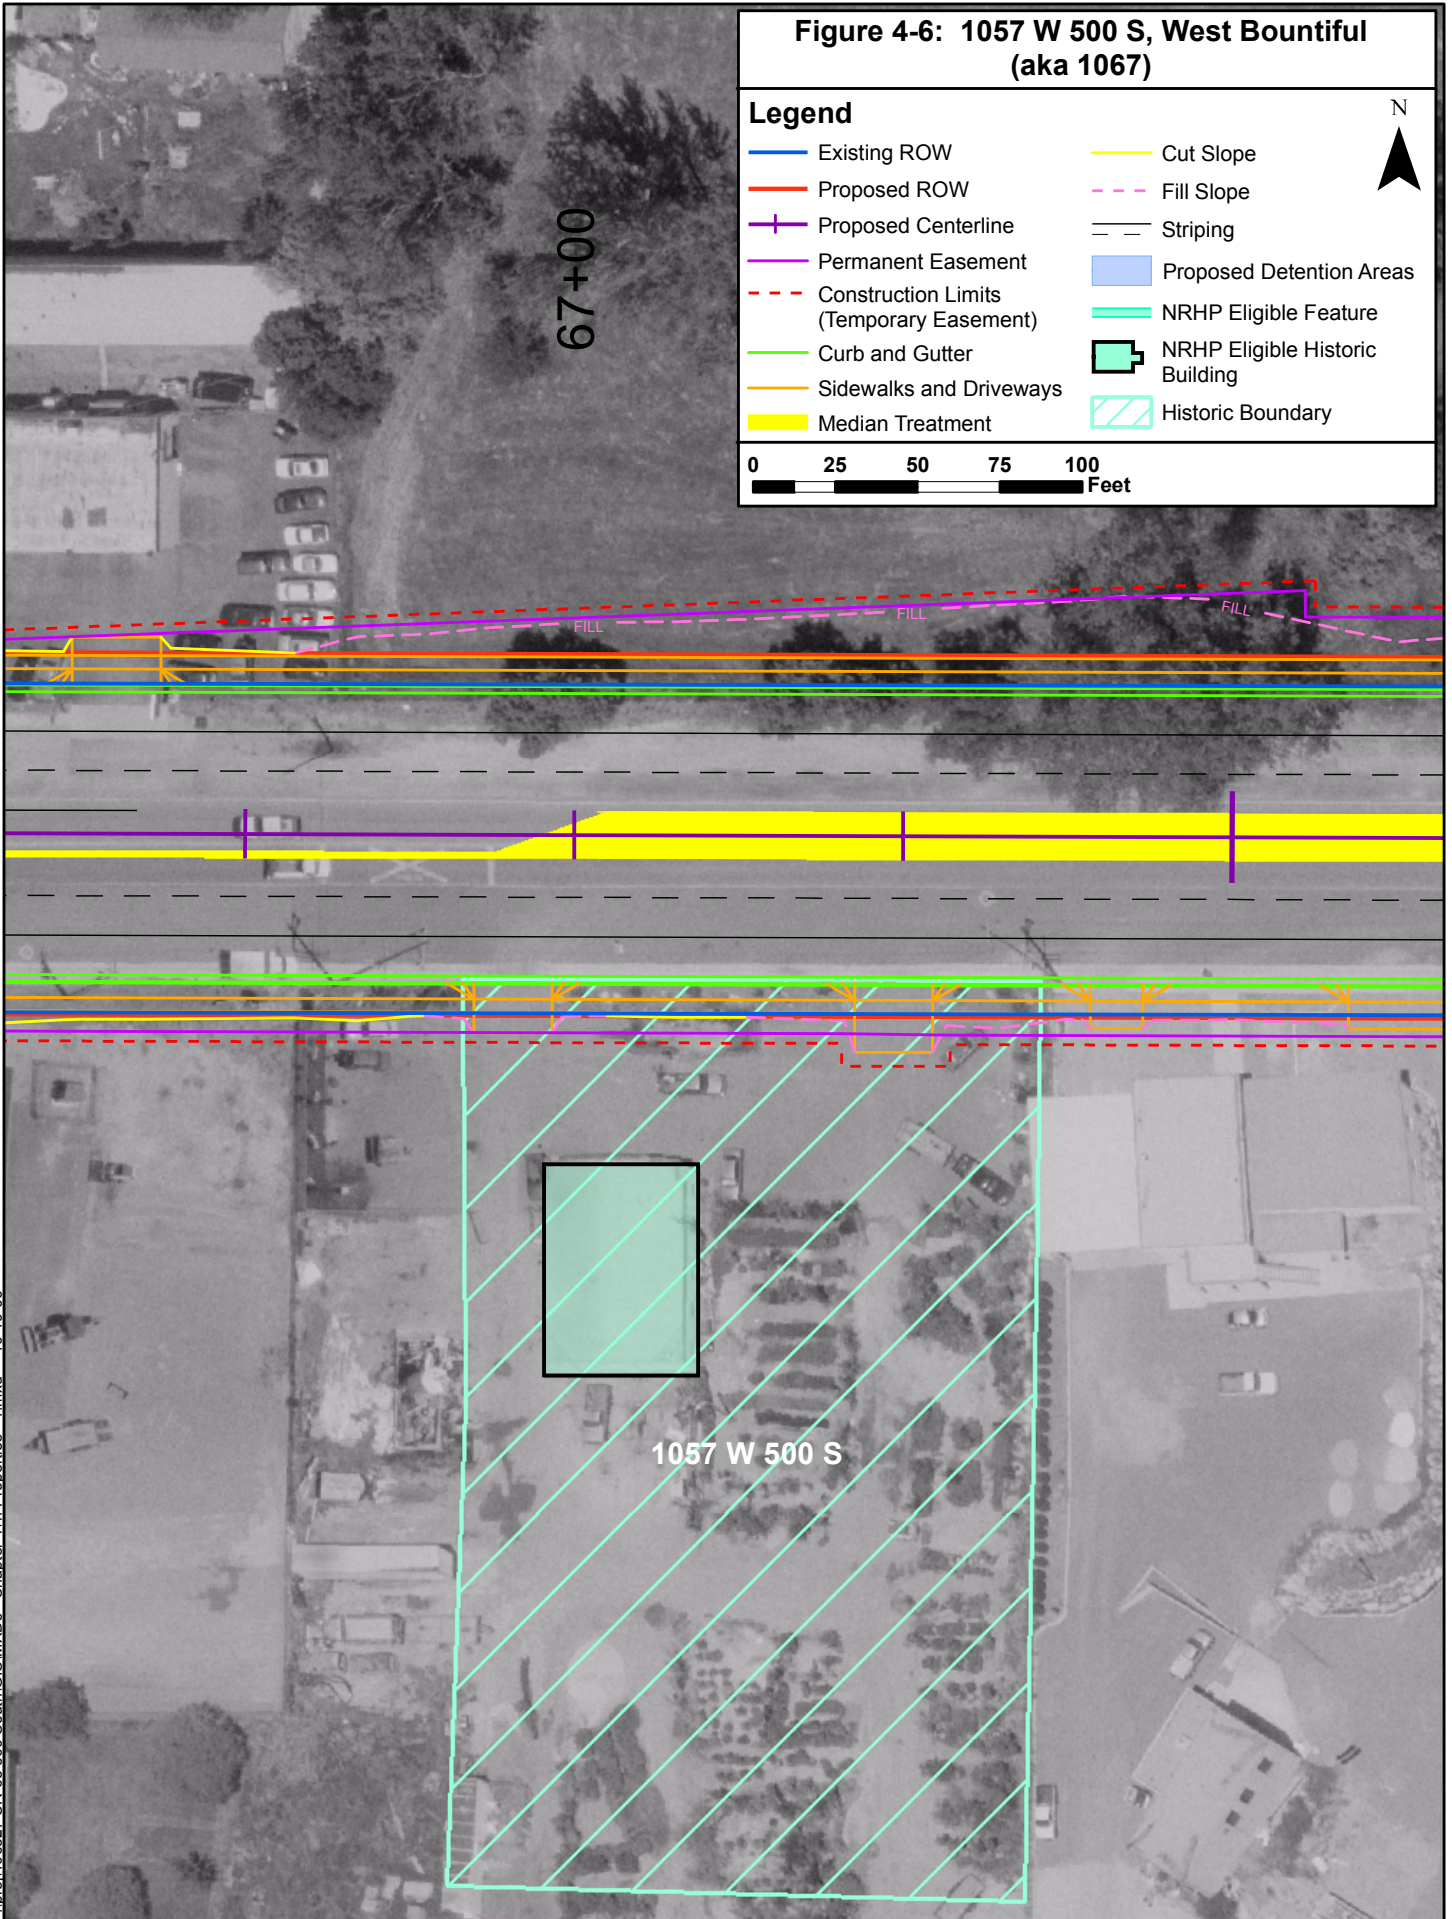 Figure 4-6: 1057 W 500 S, West Bountiful
(aka 1067)
Legend
N
Existing ROW
Proposed ROW
Proposed Centerline
Permanent Easement
Construction Limits
(Temporary Easement)
Curb and Gutter
Sidewalks and Driveways
Median Treatment
Cut Slope
Fill Slope
Striping
Proposed Detention Areas
NRHP Eligible Feature
NRHP Eligible Historic
Building
Historic Boundary
0 25 50 75 100
Feet
67+00
FILL
FILL
FILL
1057 W 500 S